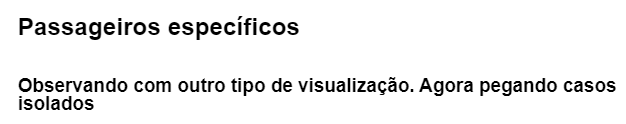 Passageiros específicos
Observando com outro tipo de visualização. Agora pegando casos
isolados